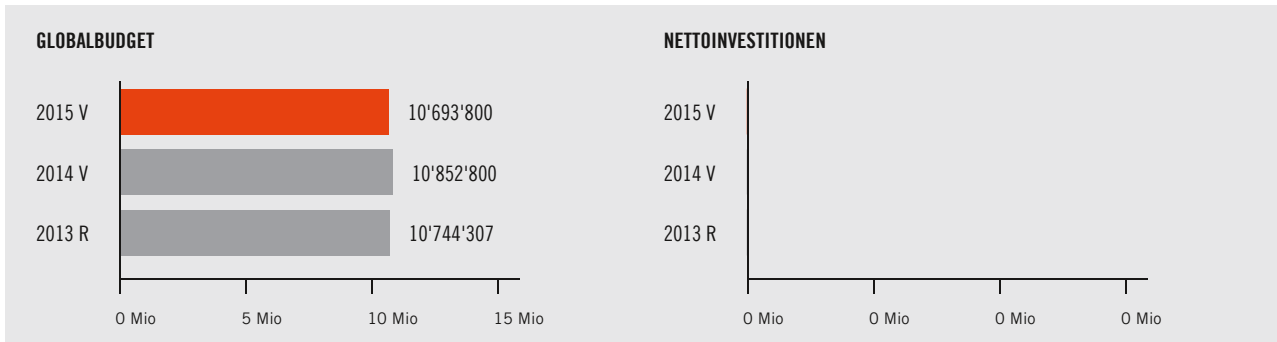 GLOBALBUDGET
2015 V 10'693'800
2014 V 10'852'800
2013 R 10'744'307
0 Mio 5 Mio 10 Mio 15 Mio
NETTOINVESTITIONEN
2015 V
2014 V
2013 R
0 Mio 0 Mio 0 Mio 0 Mio